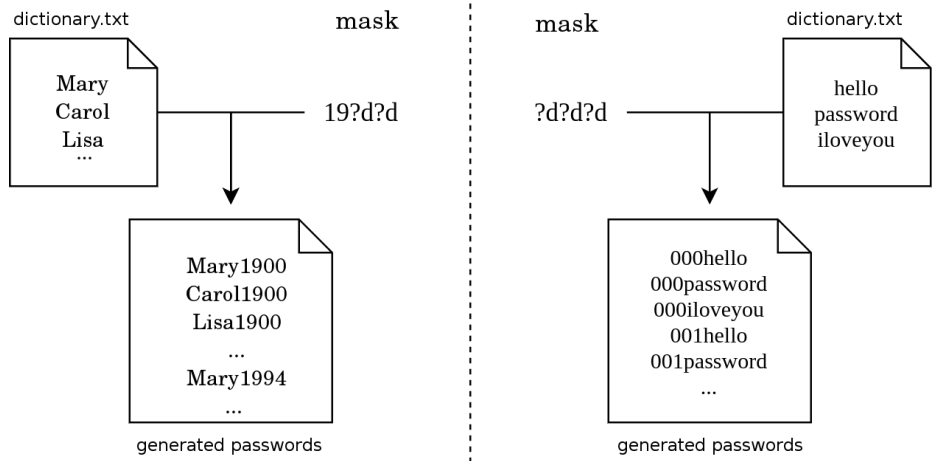 dictionary.txt
mask
Mary
Carol
Lisa
...
19?d?d
Mary1900
Carol1900
Lisa1900
...
Mary1994
...
generated passwords
mask
dictionary.txt
?d?d?d
hello
password
iloveyou
000hello
000password
000iloveyou
001hello
001password
...
generated passwords